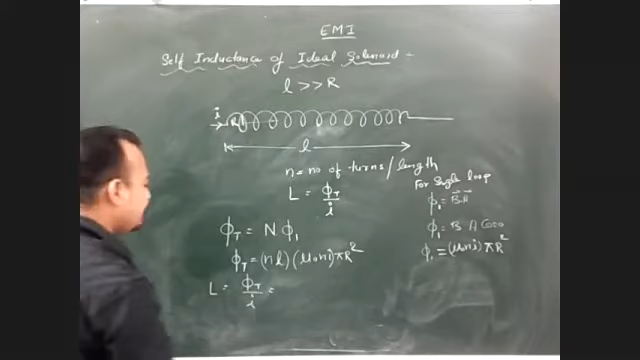 EMI
Self Inductance of Ideal Solenoid -
l >> R
i
R
l
n = no of turns/length
L = ϕT/i
ϕT = N ϕ1
ϕT = (nl) (μ0ni) πR²
L = ϕT/i =
For Single loop
ϕ1 = B⃗.A⃗
ϕ1 = B A Cos0
ϕ1 = (μ0ni) πR²